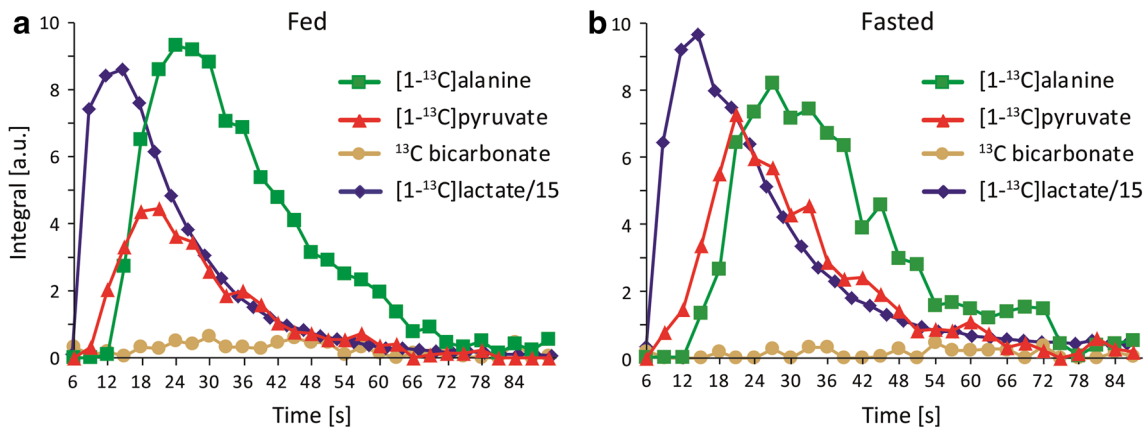 a Fed
10
8
6
4
2
0
Integral [a.u.]
[1-¹³C]alanine
[1-¹³C]pyruvate
¹³C bicarbonate
[1-¹³C]lactate/15
6 12 18 24 30 36 42 48 54 60 66 72 78 84
Time [s]
b Fasted
10
8
6
4
2
0
[1-¹³C]alanine
[1-¹³C]pyruvate
¹³C bicarbonate
[1-¹³C]lactate/15
6 12 18 24 30 36 42 48 54 60 66 72 78 84
Time [s]